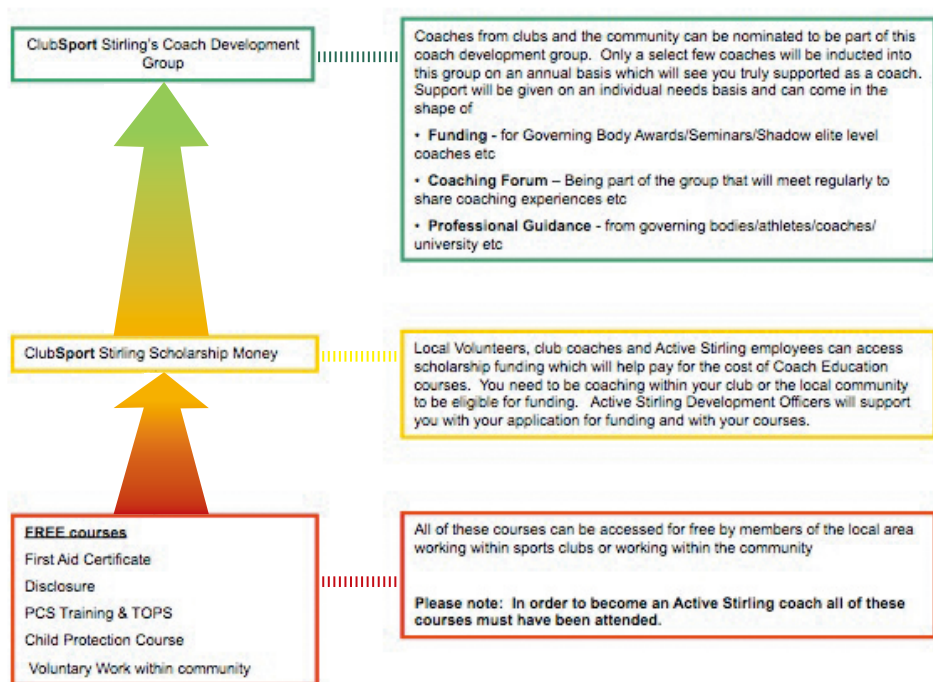 ClubSport Stirling's Coach Development
Group
Coaches from clubs and the community can be nominated to be part of this
coach development group.  Only a select few coaches will be inducted into
this group on an annual basis which will see you truly supported as a coach.
Support will be given on an individual needs basis and can come in the
shape of
• Funding - for Governing Body Awards/Seminars/Shadow elite level
coaches etc
• Coaching Forum – Being part of the group that will meet regularly to
share coaching experiences etc
• Professional Guidance - from governing bodies/athletes/coaches/
university etc
ClubSport Stirling Scholarship Money
Local Volunteers, club coaches and Active Stirling employees can access
scholarship funding which will help pay for the cost of Coach Education
courses.  You need to be coaching within your club or the local community
to be eligible for funding.   Active Stirling Development Officers will support
you with your application for funding and with your courses.
FREE courses
First Aid Certificate
Disclosure
PCS Training & TOPS
Child Protection Course
Voluntary Work within community
All of these courses can be accessed for free by members of the local area
working within sports clubs or working within the community
Please note:  In order to become an Active Stirling coach all of these
courses must have been attended.